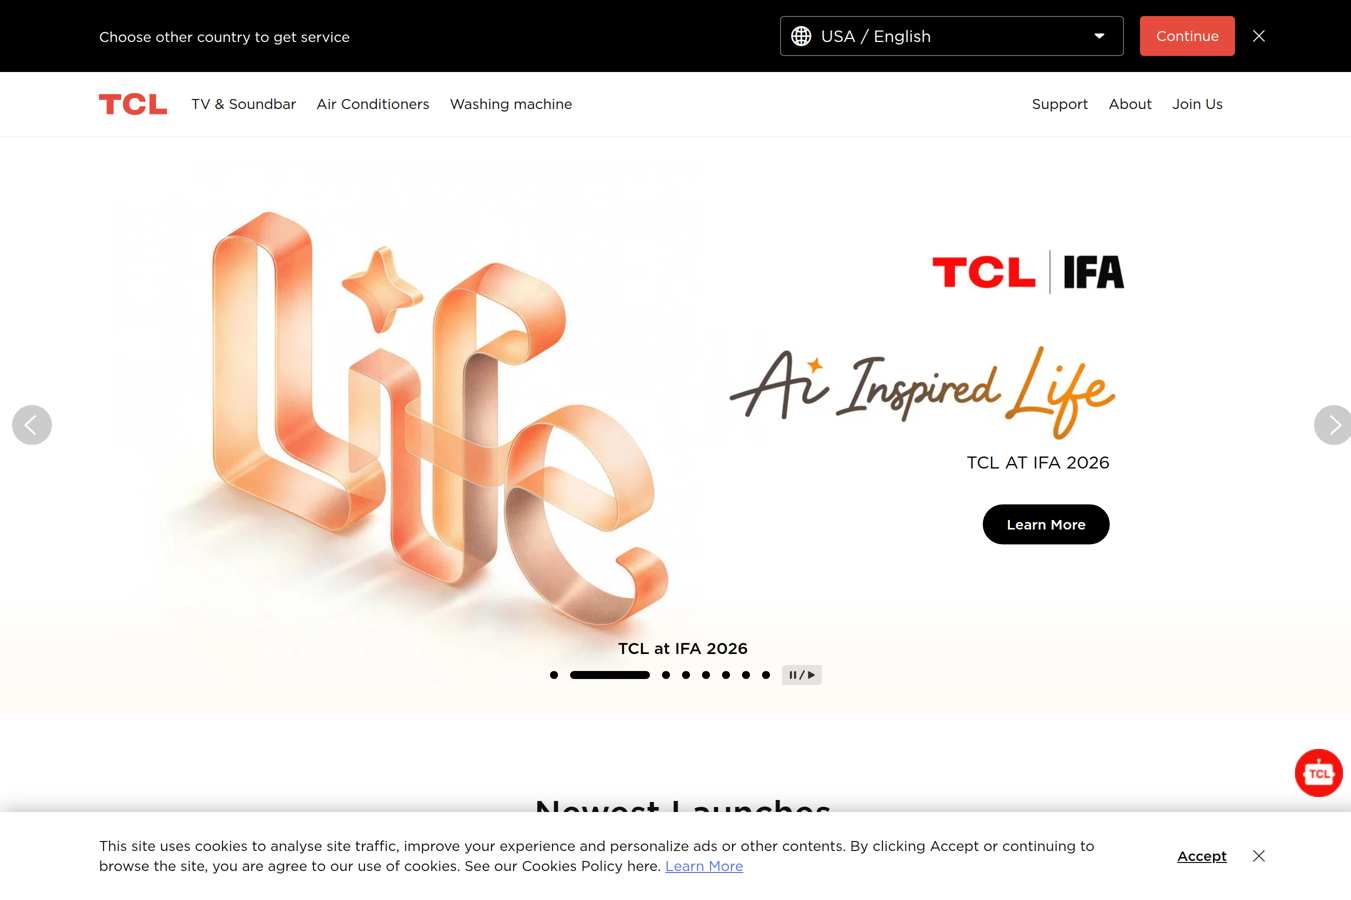 Choose other country to get service
USA / English
Continue
TCL
TV & Soundbar
Air Conditioners
Washing machine
Support
About
Join Us
Life
TCL IFA
Ai Inspired Life
TCL AT IFA 2026
Learn More
TCL at IFA 2026
TCL
Newest Launches
This site uses cookies to analyse site traffic, improve your experience and personalize ads or other contents. By clicking Accept or continuing to
browse the site, you are agree to our use of cookies. See our Cookies Policy here. Learn More
Accept